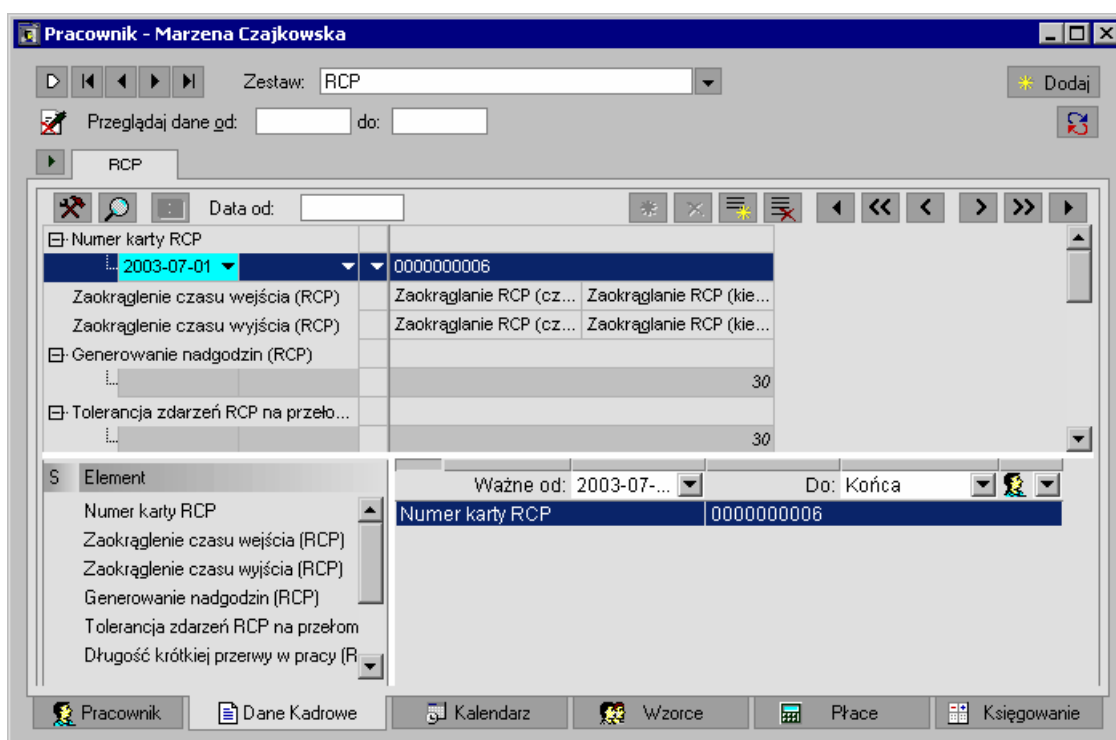 Pracownik - Marzena Czajkowska
Zestaw: RCP
Dodaj
Przeglądaj dane od: do:
RCP
Data od:
Numer karty RCP
2003-07-01 0000000006
Zaokrąglenie czasu wejścia (RCP) Zaokrąglanie RCP (cz... Zaokrąglanie RCP (kie...
Zaokrąglenie czasu wyjścia (RCP) Zaokrąglanie RCP (cz... Zaokrąglanie RCP (kie...
Generowanie nadgodzin (RCP)
30
Tolerancja zdarzeń RCP na przeło...
30
S Element
Ważne od: 2003-07-... Do: Końca
Numer karty RCP
Numer karty RCP 0000000006
Zaokrąglenie czasu wejścia (RCP)
Zaokrąglenie czasu wyjścia (RCP)
Generowanie nadgodzin (RCP)
Tolerancja zdarzeń RCP na przełom
Długość krótkiej przerwy w pracy (R
Pracownik Dane Kadrowe Kalendarz Wzorce Płace Księgowanie